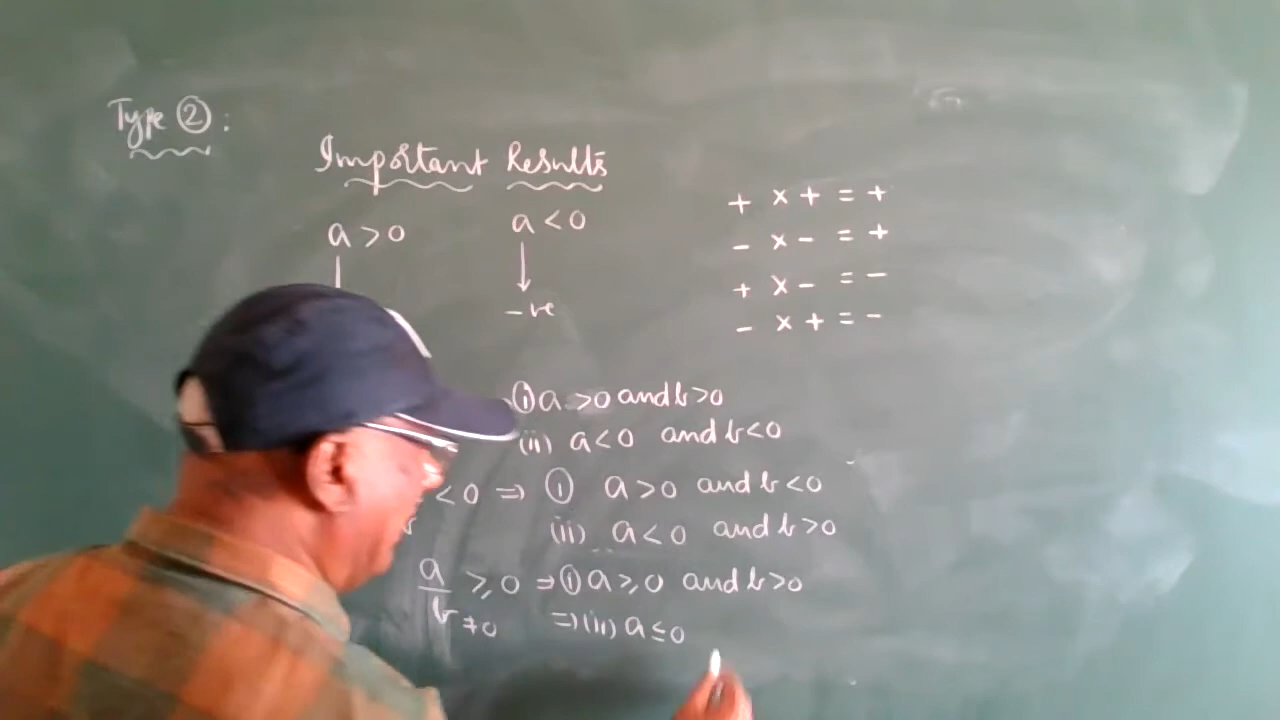 Type ② :
Important Results
a > 0 a < 0
-ve
+ × + = +
- × - = +
+ × - = -
- × + = -
ⓘ a > 0 and b > 0
(ii) a < 0 and b < 0
< 0 ⇒ ⓘ a > 0 and b < 0
(ii) a < 0 and b > 0
a/b ≥ 0 ⇒ ⓘ a ≥ 0 and b > 0
b ≠ 0 ⇒ (ii) a ≤ 0